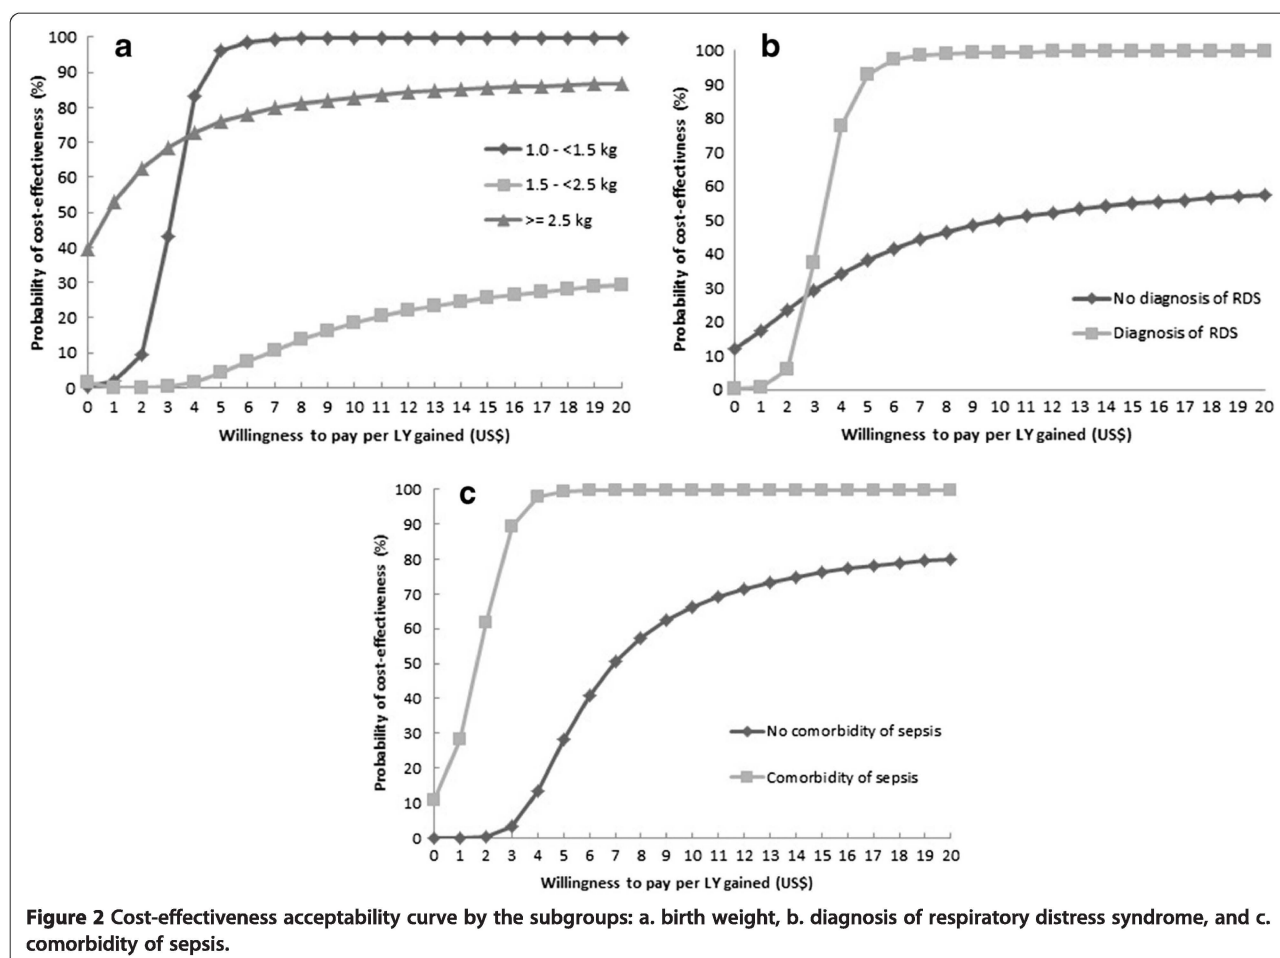 a
Probability of cost-effectiveness (%)
100
90
80
70
60
50
40
30
20
10
0
0 1 2 3 4 5 6 7 8 9 10 11 12 13 14 15 16 17 18 19 20
Willingness to pay per LY gained (US$)
1.0 - <1.5 kg
1.5 - <2.5 kg
>= 2.5 kg
b
Probability of cost-effectivness (%)
100
90
80
70
60
50
40
30
20
10
0
0 1 2 3 4 5 6 7 8 9 10 11 12 13 14 15 16 17 18 19 20
Willingness to pay per LY gained (US$)
No diagnosis of RDS
Diagnosis of RDS
c
Probability of cost-effectiveness (%)
100
90
80
70
60
50
40
30
20
10
0
0 1 2 3 4 5 6 7 8 9 10 11 12 13 14 15 16 17 18 19 20
Willingness to pay per LY gained (US$)
No comorbidity of sepsis
Comorbidity of sepsis
Figure 2 Cost-effectiveness acceptability curve by the subgroups: a. birth weight, b. diagnosis of respiratory distress syndrome, and c.
comorbidity of sepsis.